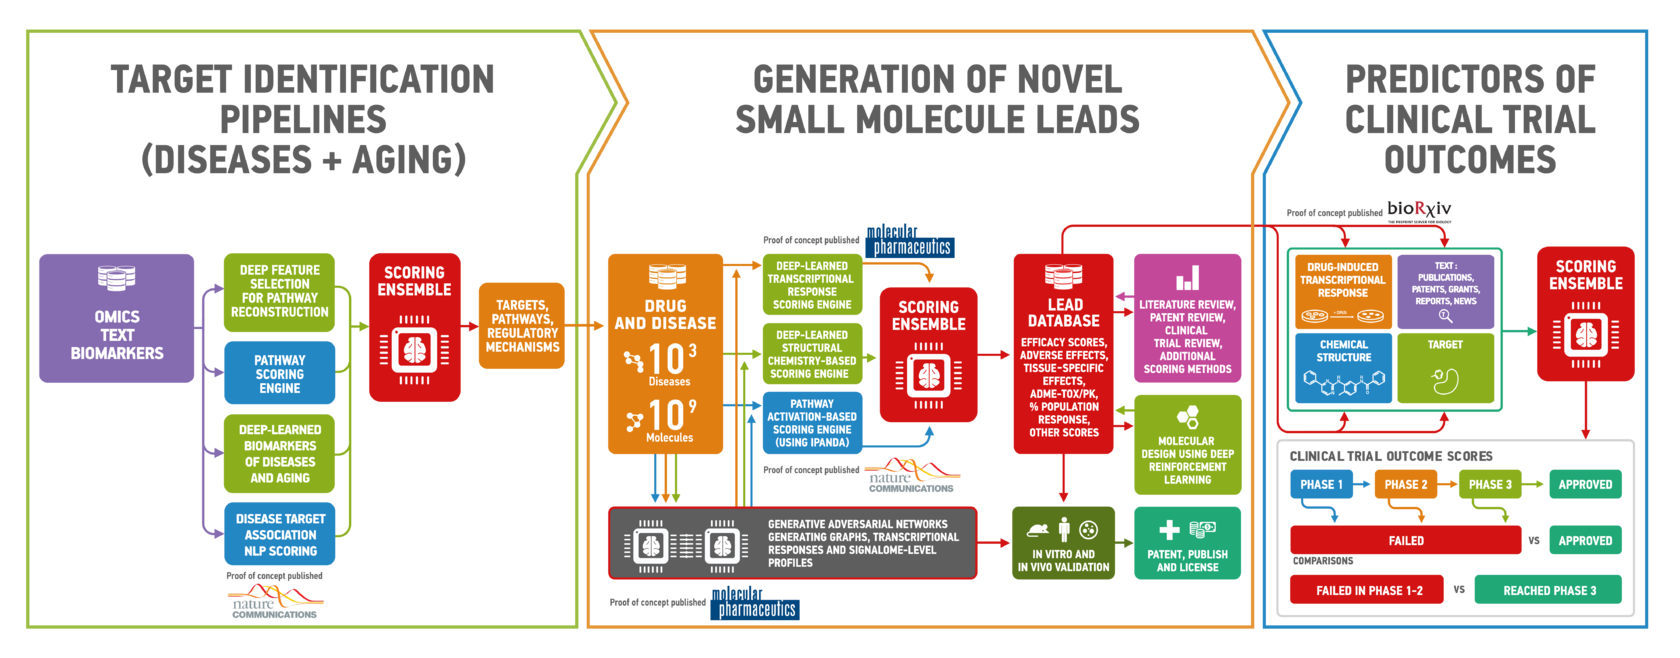 TARGET IDENTIFICATION
PIPELINES
(DISEASES + AGING)
OMICS
TEXT
BIOMARKERS
DEEP FEATURE
SELECTION
FOR PATHWAY
RECONSTRUCTION
PATHWAY
SCORING
ENGINE
DEEP-LEARNED
BIOMARKERS
OF DISEASES
AND AGING
DISEASE TARGET
ASSOCIATION
NLP SCORING
Proof of concept published
nature
COMMUNICATIONS
SCORING
ENSEMBLE
TARGETS,
PATHWAYS,
REGULATORY
MECHANISMS
GENERATION OF NOVEL
SMALL MOLECULE LEADS
DRUG
AND DISEASE
10 3
Diseases
10 9
Molecules
Proof of concept published
molecular
pharmaceutics
DEEP-LEARNED
TRANSCRIPTIONAL
RESPONSE
SCORING ENGINE
DEEP-LEARNED
STRUCTURAL
CHEMISTRY-BASED
SCORING ENGINE
PATHWAY
ACTIVATION-BASED
SCORING ENGINE
(USING IPANDA)
Proof of concept published
nature
COMMUNICATIONS
SCORING
ENSEMBLE
LEAD
DATABASE
EFFICACY SCORES,
ADVERSE EFFECTS,
TISSUE-SPECIFIC
EFFECTS,
ADME-TOX/PK,
% POPULATION
RESPONSE,
OTHER SCORES
LITERATURE REVIEW,
PATENT REVIEW,
CLINICAL
TRIAL REVIEW,
ADDITIONAL
SCORING METHODS
MOLECULAR
DESIGN USING DEEP
REINFORCEMENT
LEARNING
GENERATIVE ADVERSARIAL NETWORKS
GENERATING GRAPHS, TRANSCRIPTIONAL
RESPONSES AND SIGNALOME-LEVEL
PROFILES
Proof of concept published
molecular
pharmaceutics
IN VITRO AND
IN VIVO VALIDATION
PATENT, PUBLISH
AND LICENSE
PREDICTORS OF
CLINICAL TRIAL
OUTCOMES
Proof of concept published
bioRxiv
THE PREPRINT SERVER FOR BIOLOGY
DRUG-INDUCED
TRANSCRIPTIONAL
RESPONSE
TEXT :
PUBLICATIONS,
PATENTS, GRANTS,
REPORTS, NEWS
CHEMICAL
STRUCTURE
TARGET
SCORING
ENSEMBLE
CLINICAL TRIAL OUTCOME SCORES
PHASE 1
PHASE 2
PHASE 3
APPROVED
FAILED
VS
APPROVED
COMPARISONS
FAILED IN PHASE 1-2
VS
REACHED PHASE 3